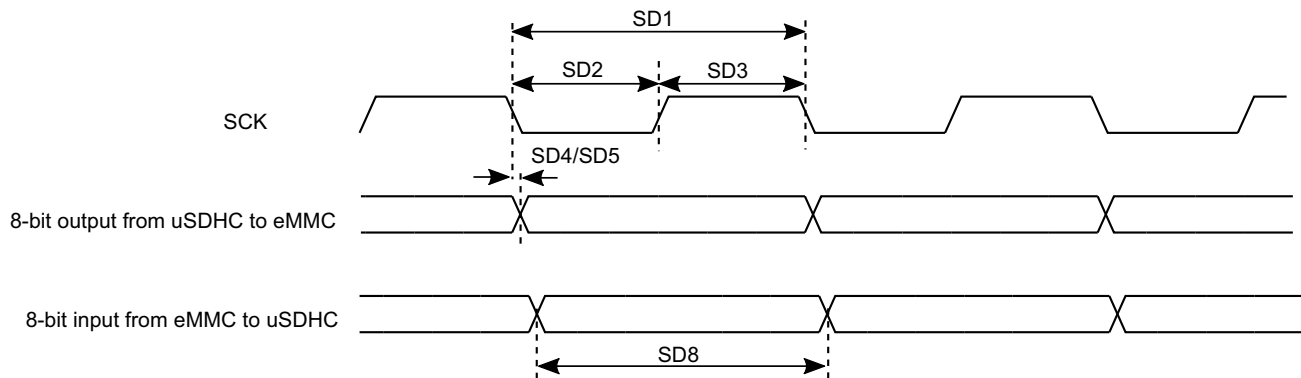 SD1
SD2
SD3
SCK
SD4/SD5
8-bit output from uSDHC to eMMC
8-bit input from eMMC to uSDHC
SD8